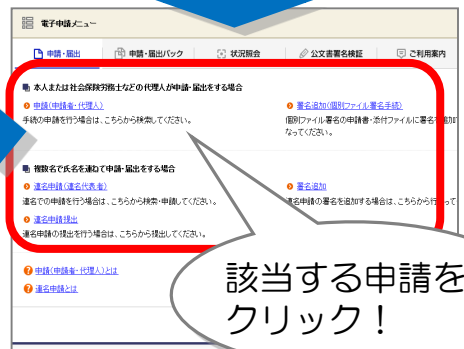 電子申請メニュー
申請・届出
申請・届出パック
状況照会
公文書署名検証
ご利用案内
本人または社会保険労務士などの代理人が申請・届出をする場合
申請(申請者・代理人)
手続の申請を行う場合は、こちらから検索してください。
署名追加(個別ファイル署名手続)
個別ファイル署名の申請書・添付ファイルに署名を追加
なってください。
複数名で氏名を連ねて申請・届出をする場合
連名申請(連名代表者)
連名での申請を行う場合は、こちらから検索・申請してください。
署名追加
連名申請の署名を追加する場合は、こちらから行って
連名申請提出
連名申請の提出を行う場合は、こちらから提出してください。
申請(申請者・代理人)とは
連名申請とは
該当する申請を
クリック！